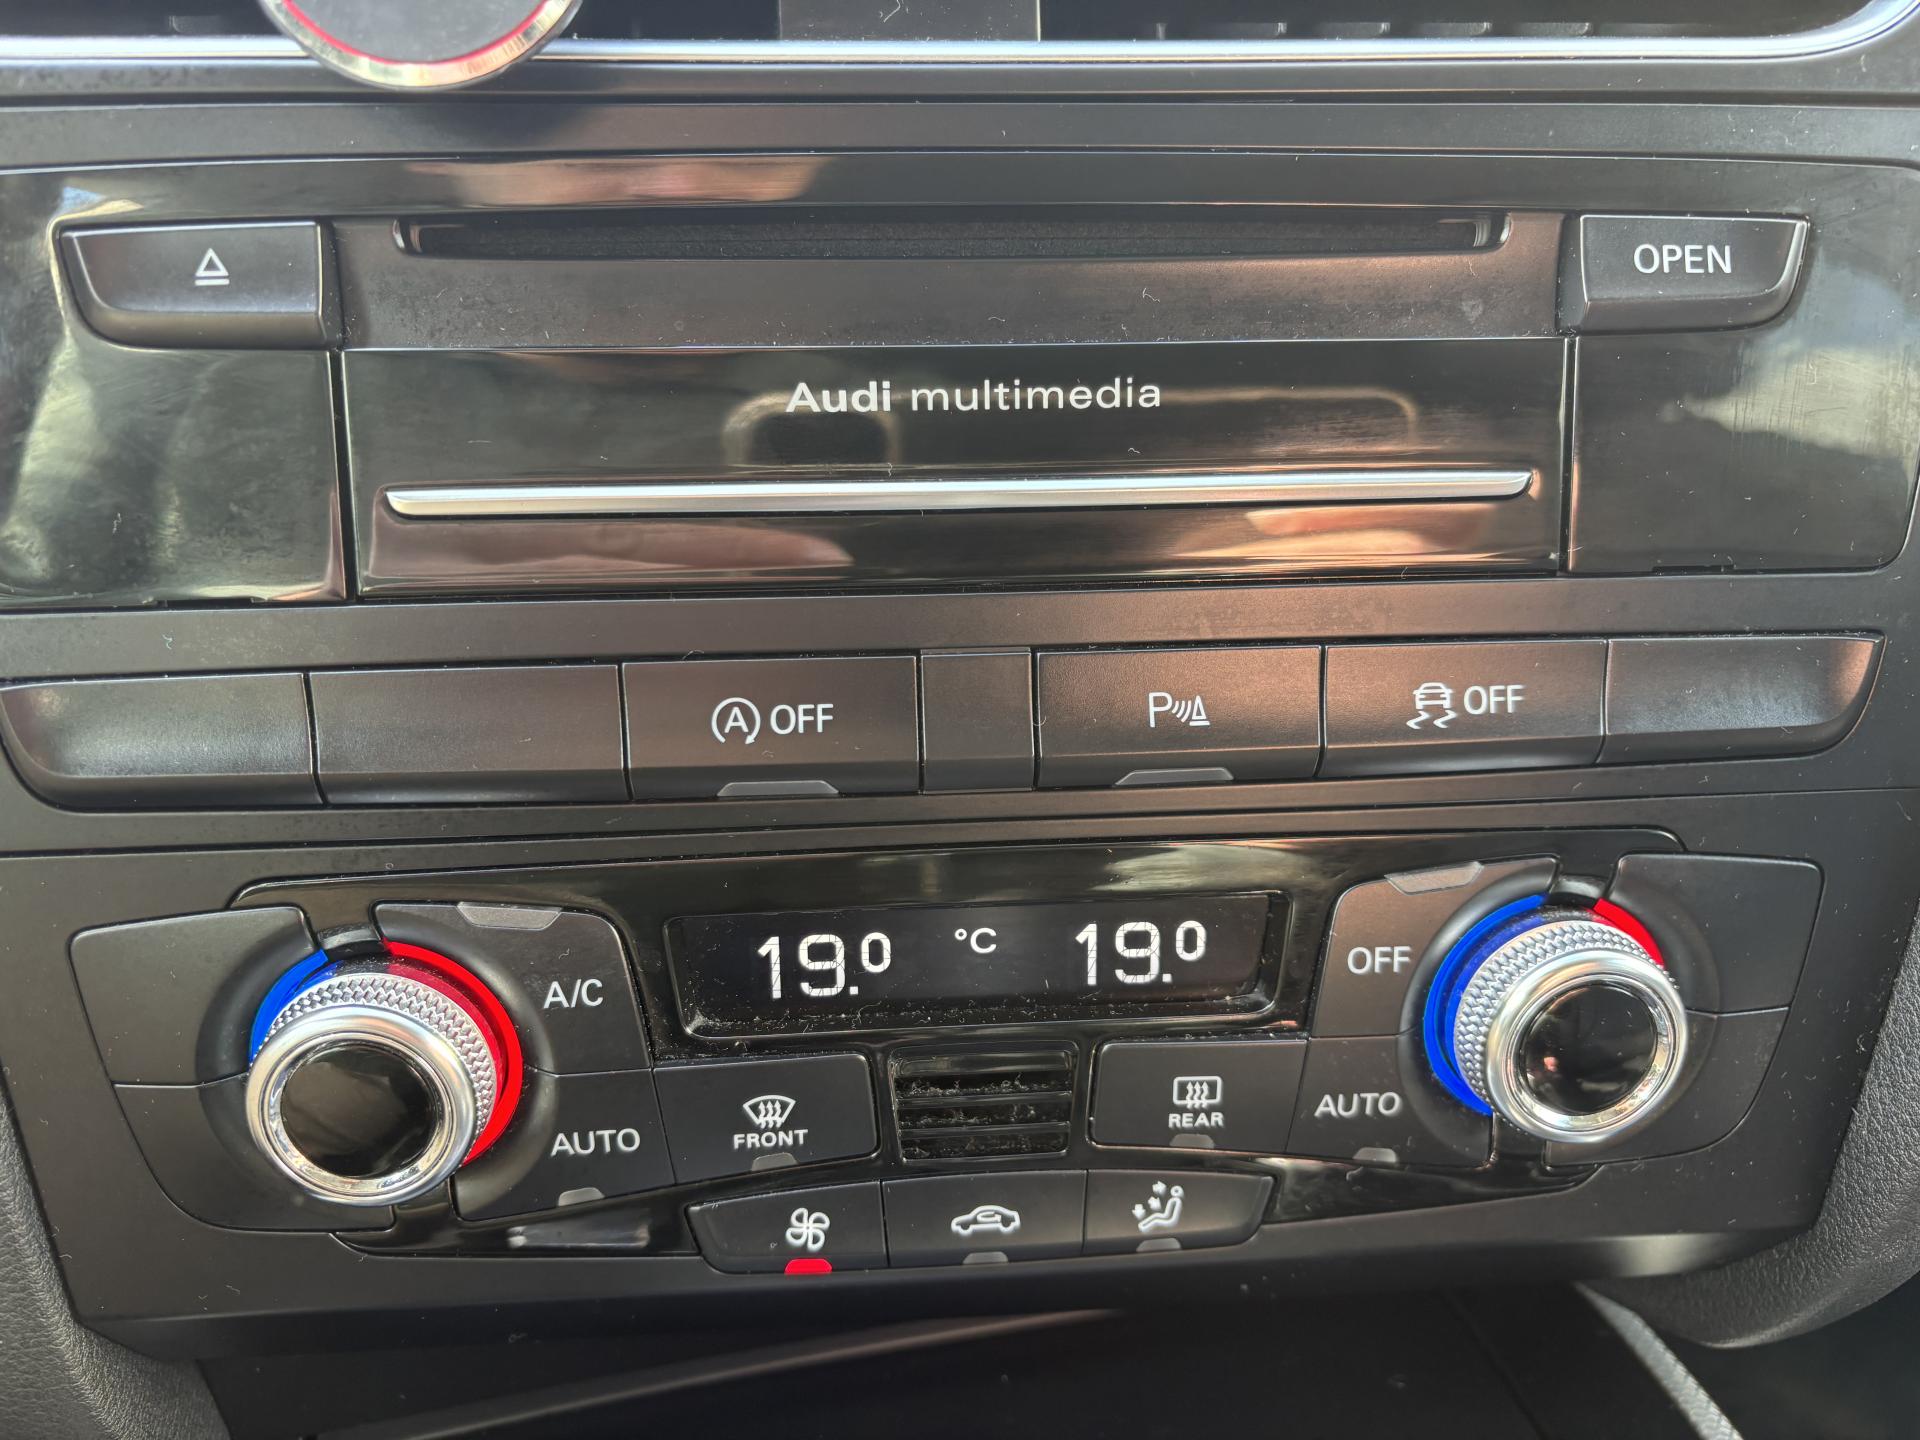 OPEN
Audi multimedia
A OFF
P
OFF
19.0 °C 19.0
A/C
OFF
AUTO
FRONT
REAR
AUTO